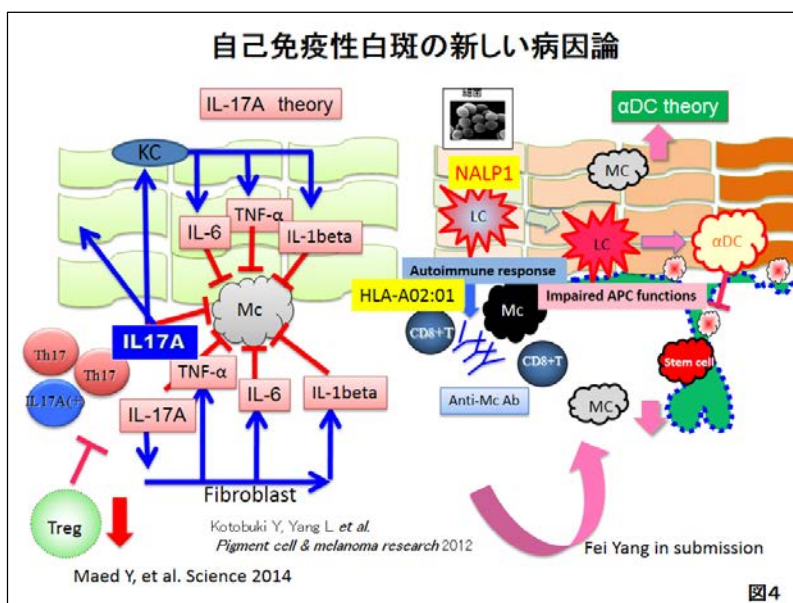 自己免疫性白斑の新しい病因論
IL-17A theory
KC
IL-6
TNF-α
IL-1beta
Mc
IL17A
Th17
Th17
IL17A(+)
TNF-α
IL-17A
IL-6
IL-1beta
Fibroblast
Treg
Kotobuki Y, Yang L et al.
Pigment cell & melanoma research 2012
Maed Y, et al. Science 2014
細菌
αDC theory
NALP1
MC
LC
LC
αDC
Autoimmune response
HLA-A02:01
Mc
Impaired APC functions
CD8+T
CD8+T
Anti-Mc Ab
Stem cell
MC
Fei Yang in submission
図4